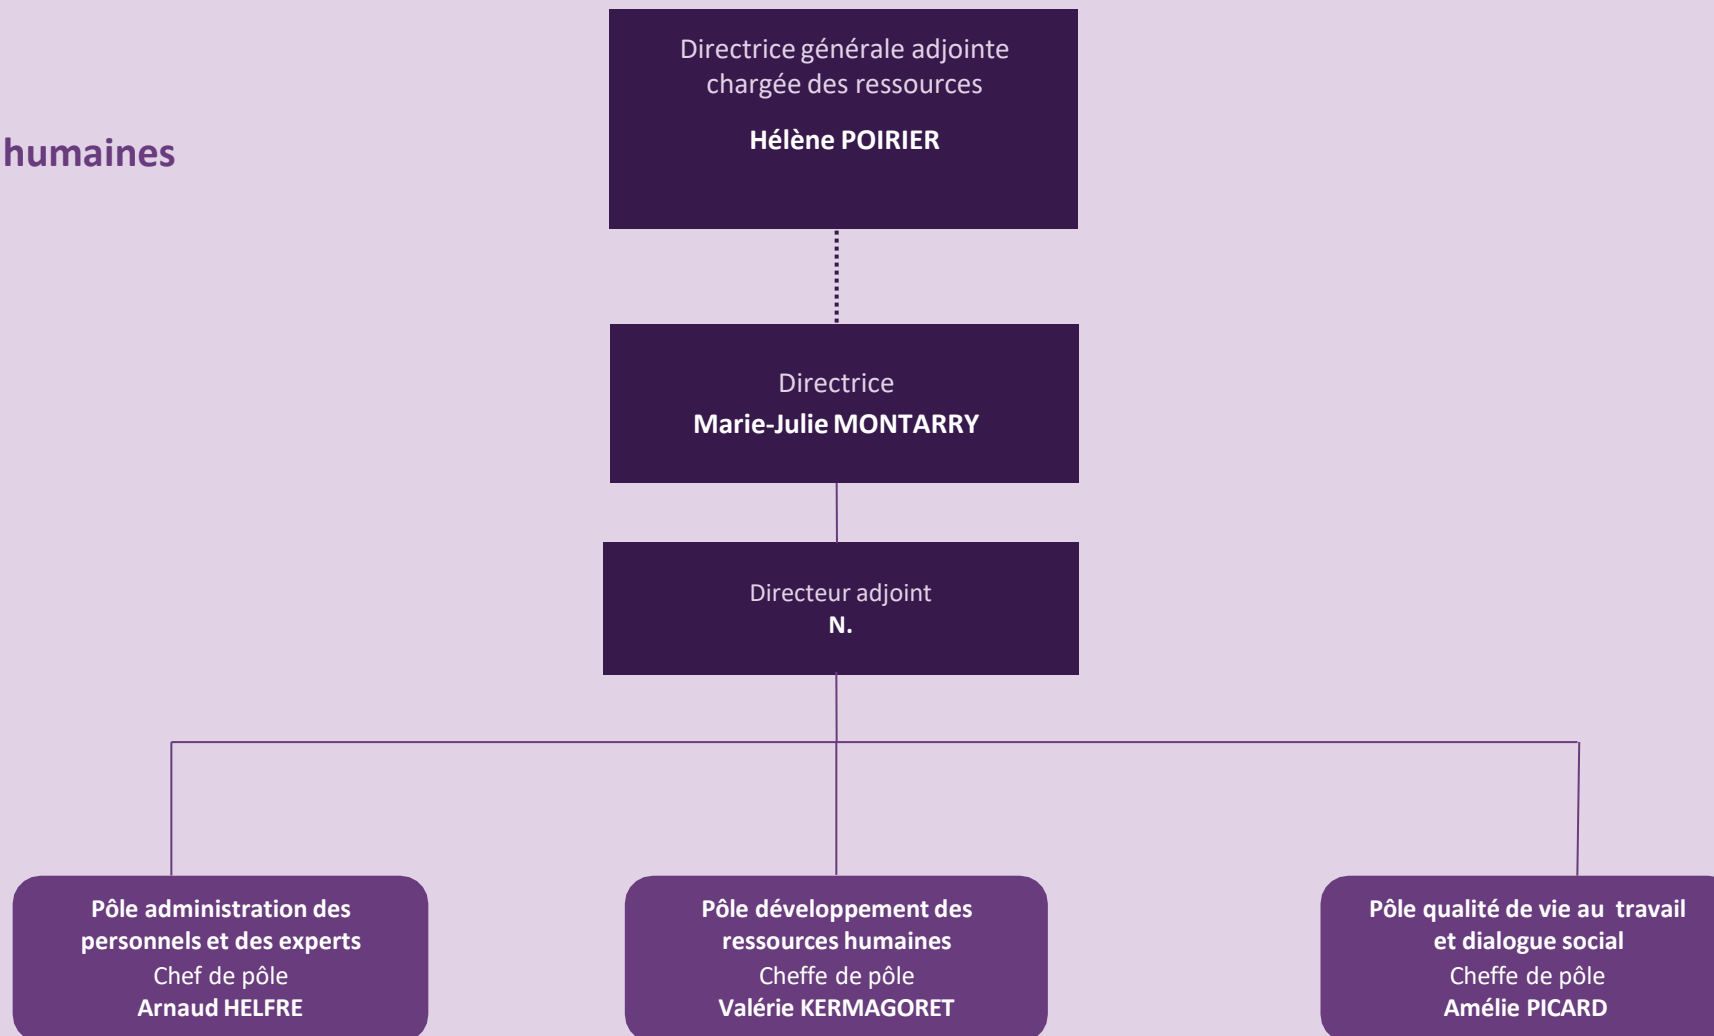 Directrice générale adjointe
chargée des ressources
Hélène POIRIER
humaines
Directrice
Marie-Julie MONTARRY
Directeur adjoint
N.
Pôle administration des
personnels et des experts
Chef de pôle
Arnaud HELFRE
Pôle développement des
ressources humaines
Cheffe de pôle
Valérie KERMAGORET
Pôle qualité de vie au travail
et dialogue social
Cheffe de pôle
Amélie PICARD